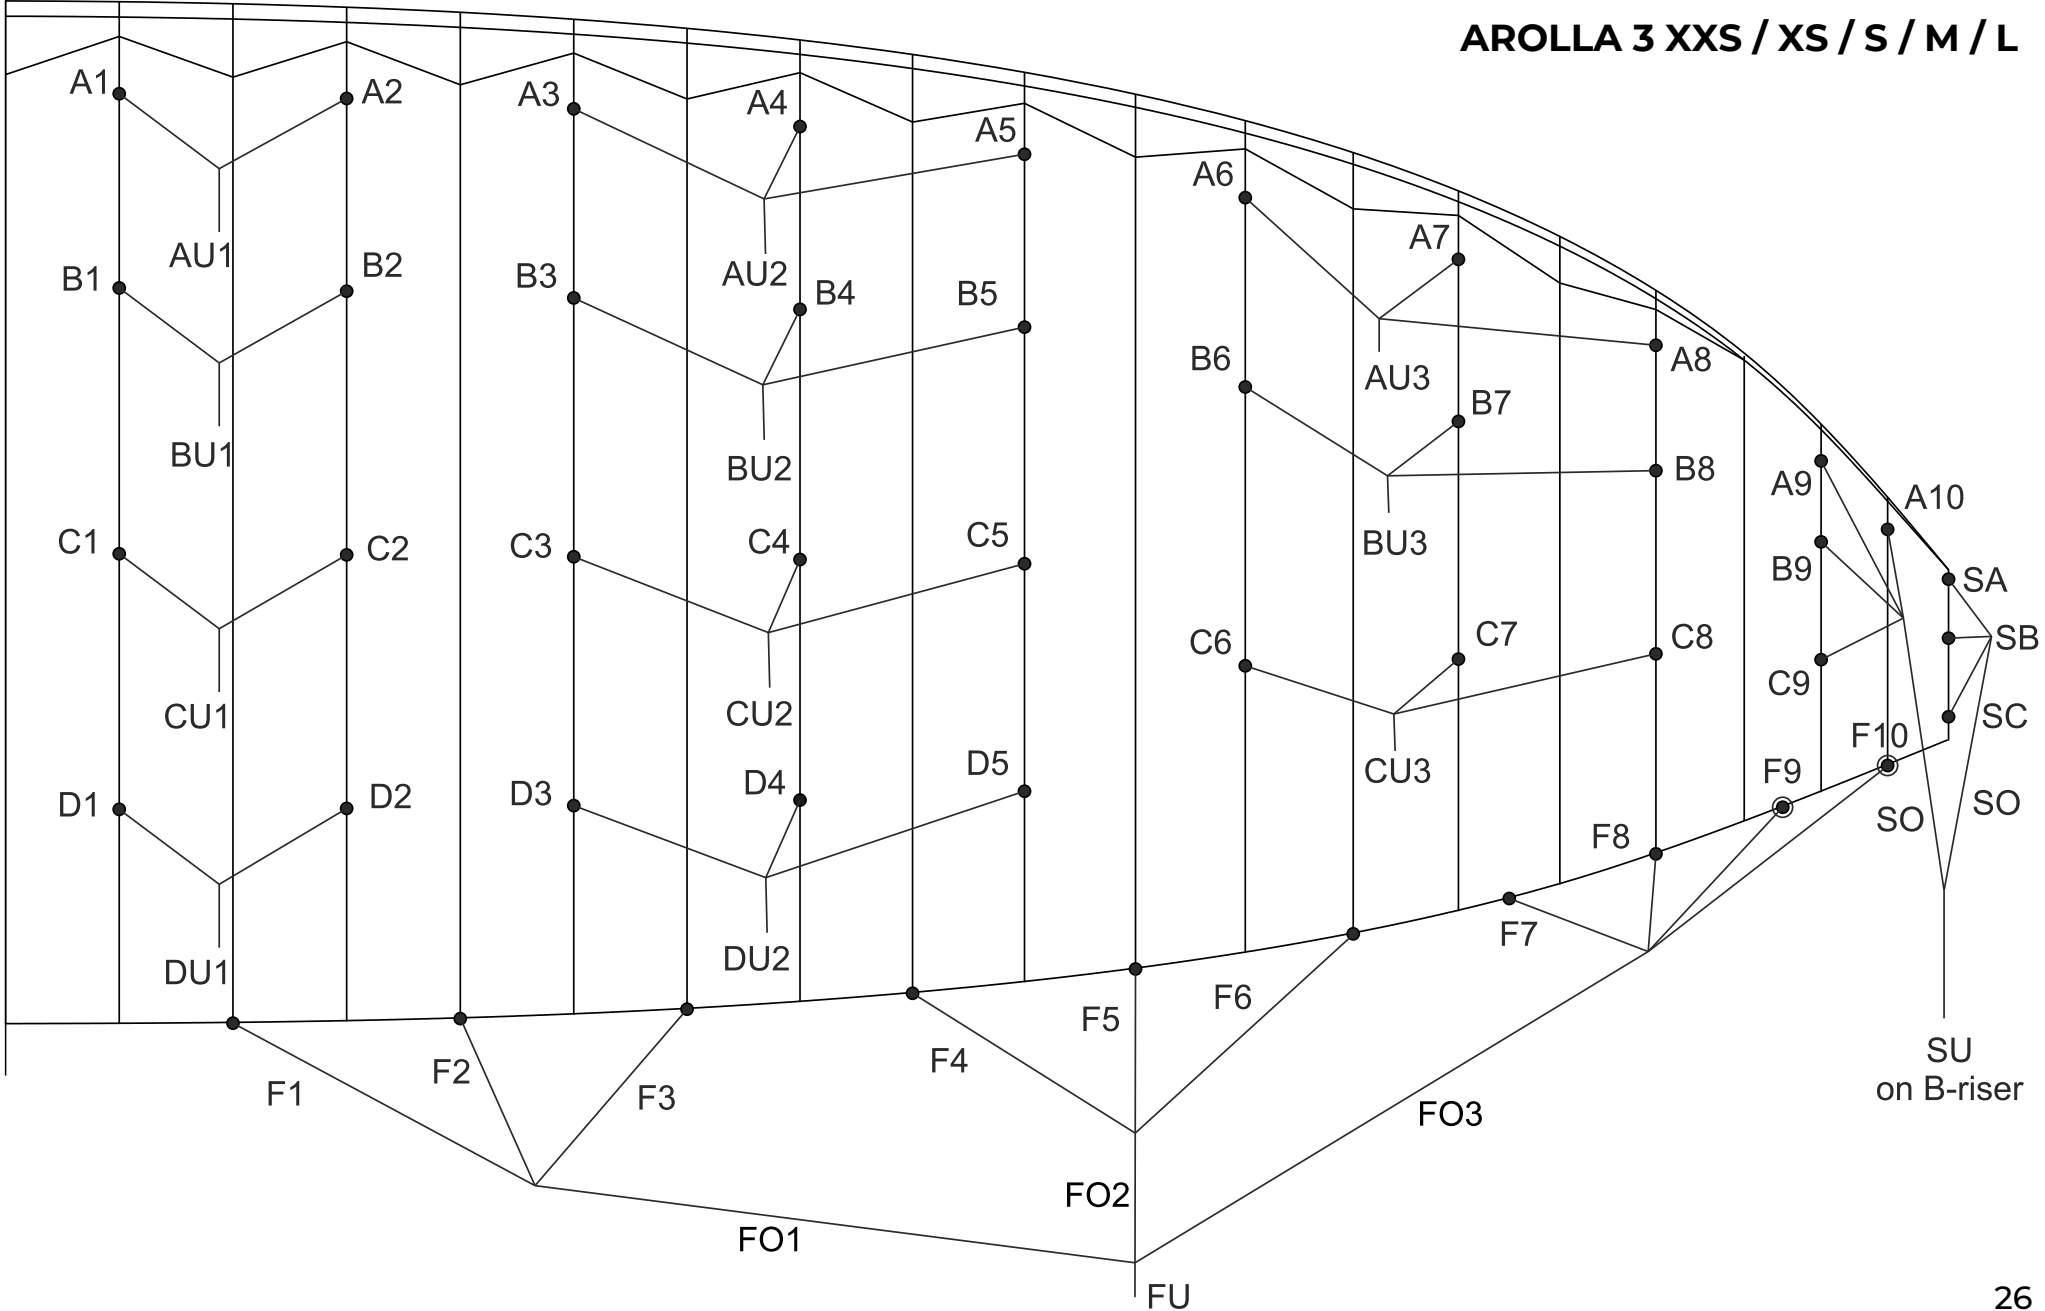 AROLLA 3 XXS / XS / S / M / L
A1
A2
A3
A4
A5
A6
A7
A8
A9
A10
AU1
AU2
AU3
B1
B2
B3
B4
B5
B6
B7
B8
B9
BU1
BU2
BU3
C1
C2
C3
C4
C5
C6
C7
C8
C9
CU1
CU2
CU3
D1
D2
D3
D4
D5
DU1
DU2
SA
SB
SC
SO
SO
SU
on B-riser
F1
F2
F3
F4
F5
F6
F7
F8
F9
F10
FO1
FO2
FO3
FU
26